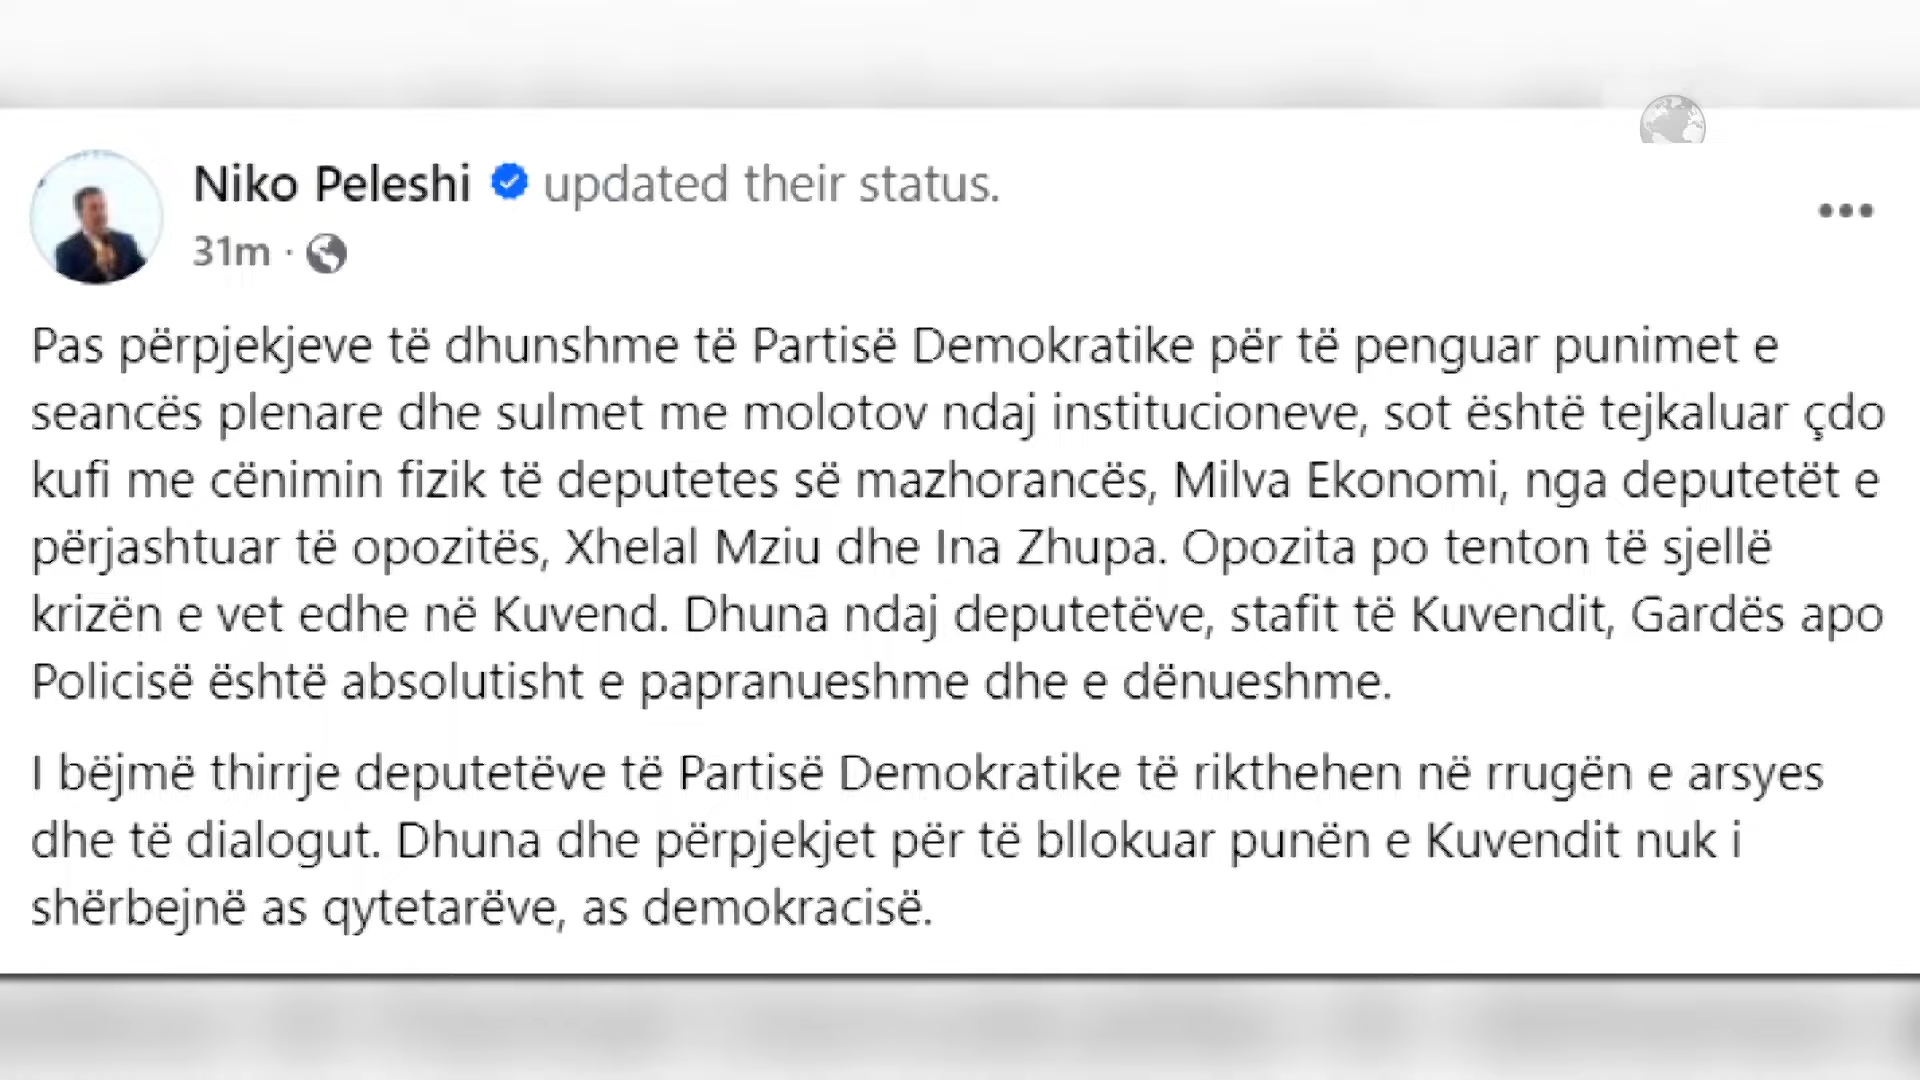 Niko Peleshi updated their status.
31m ·
Pas përpjekjeve të dhunshme të Partisë Demokratike për të penguar punimet e
seancës plenare dhe sulmet me molotov ndaj institucioneve, sot është tejkaluar çdo
kufi me cënimin fizik të deputetes së mazhorancës, Milva Ekonomi, nga deputetët e
përjashtuar të opozitës, Xhelal Mziu dhe Ina Zhupa. Opozita po tenton të sjellë
krizën e vet edhe në Kuvend. Dhuna ndaj deputetëve, stafit të Kuvendit, Gardës apo
Policisë është absolutisht e papranueshme dhe e dënueshme.
I bëjmë thirrje deputetëve të Partisë Demokratike të rikthehen në rrugën e arsyes
dhe të dialogut. Dhuna dhe përpjekjet për të bllokuar punën e Kuvendit nuk i
shërbejnë as qytetarëve, as demokracisë.